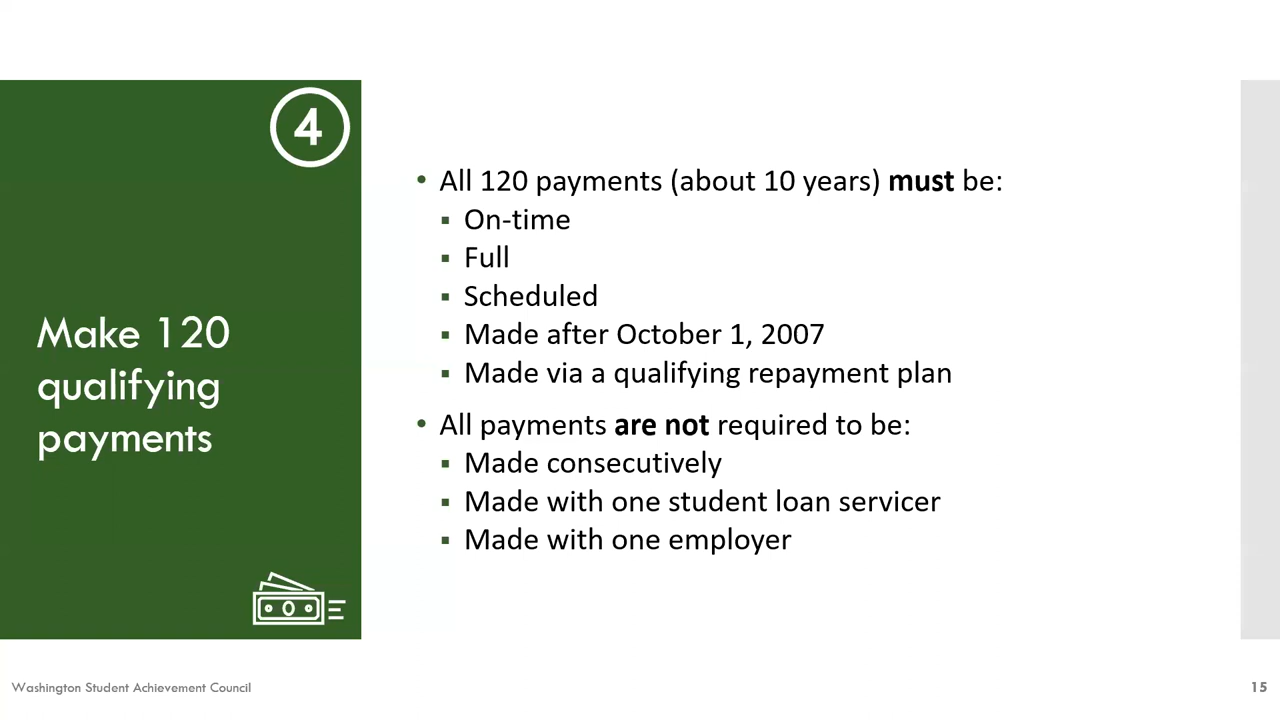 4
Make 120
qualifying
payments
• All 120 payments (about 10 years) must be:
▪ On-time
▪ Full
▪ Scheduled
▪ Made after October 1, 2007
▪ Made via a qualifying repayment plan
• All payments are not required to be:
▪ Made consecutively
▪ Made with one student loan servicer
▪ Made with one employer
Washington Student Achievement Council
15